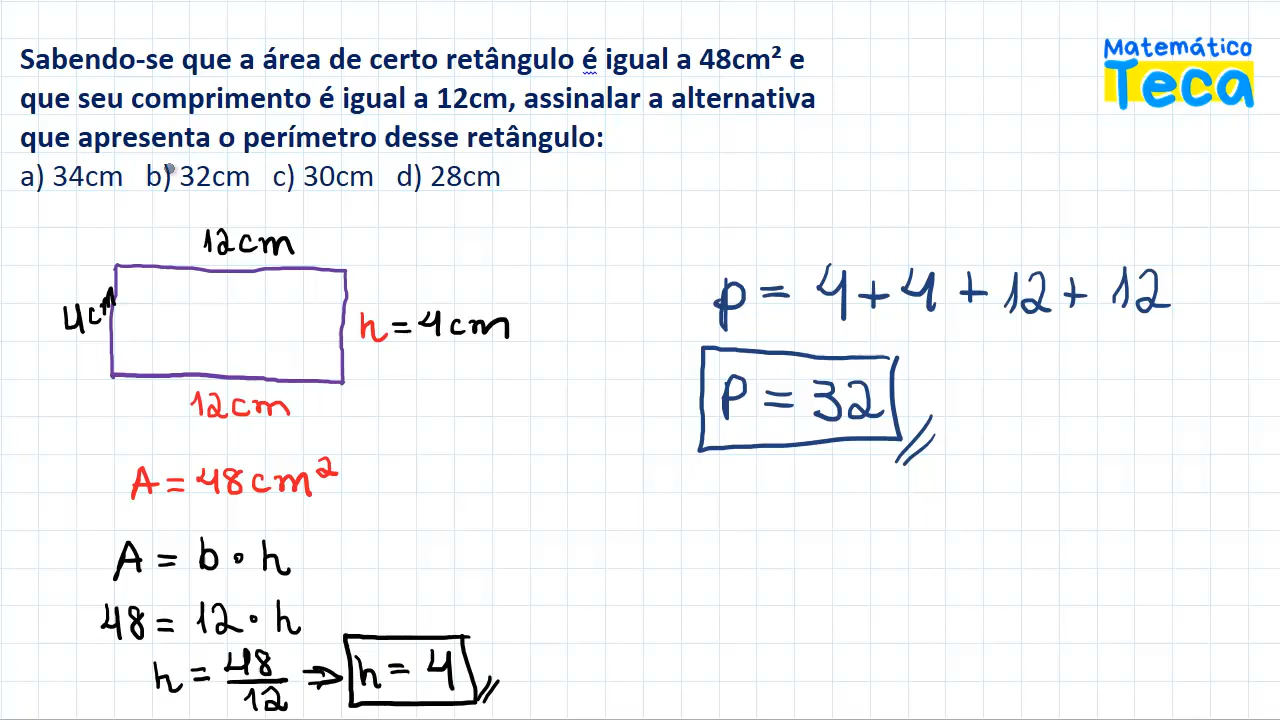 Sabendo-se que a área de certo retângulo é igual a 48cm² e
que seu comprimento é igual a 12cm, assinalar a alternativa
que apresenta o perímetro desse retângulo:
a) 34cm b) 32cm c) 30cm d) 28cm
Matemático
Teca
12cm
4cm
h = 4cm
12cm
A = 48cm²
A = b · h
48 = 12 · h
h = 48/12 ⇒ h = 4
p = 4 + 4 + 12 + 12
P = 32